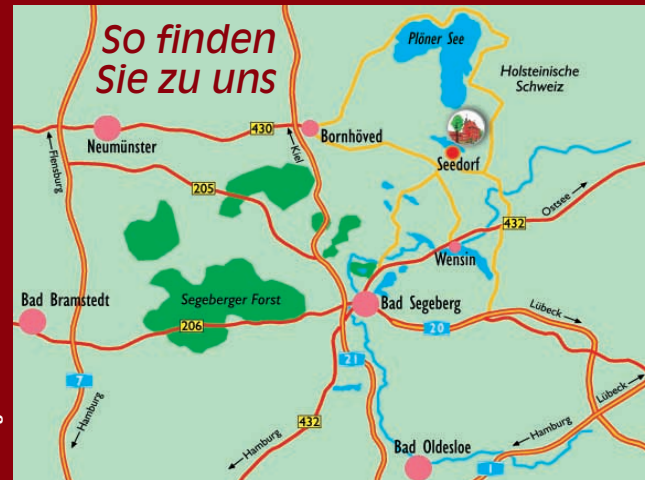 So finden
Sie zu uns
Plöner See
Holsteinische
Schweiz
430
Bornhöved
Neumünster
Flensburg
Kiel
Seedorf
205
432
Ostsee
Wensin
Bad Bramstedt
Segeberger Forst
Bad Segeberg
206
20
Lübeck
21
7
Hamburg
432
Hamburg
Lübeck
Hamburg
Bad Oldesloe
1